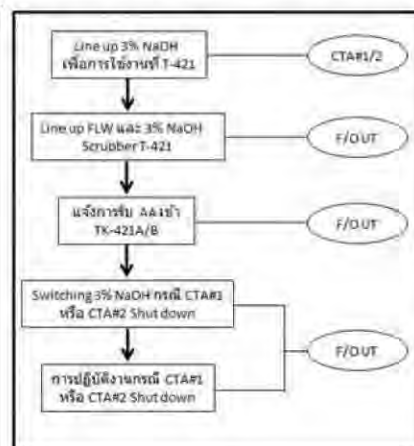 Line up 3% NaOH
เพื่อการใช้งานที่ T-421
CTA#1/2
Line up FLW และ 3% NaOH
Scrubber T-421
F/OUT
แจ้งการรับ AA เข้า
TK-421A/B
F/OUT
Switching 3% NaOH กรณี CTA#1
หรือ CTA#2 Shut down
F/OUT
การปฏิบัติงานกรณี CTA#1
หรือ CTA#2 Shut down